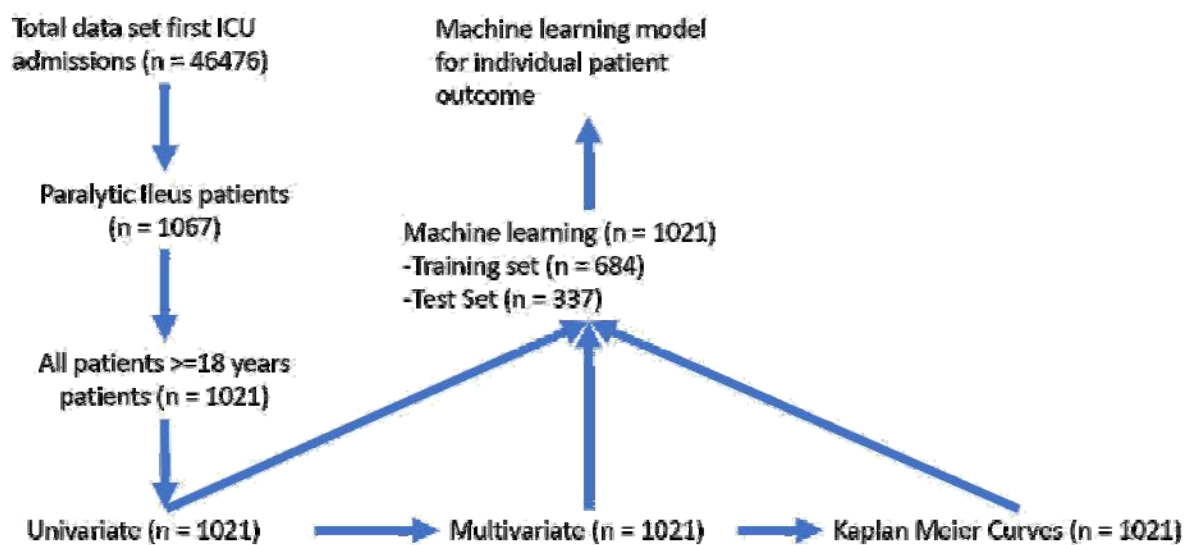 Total data set first ICU
admissions (n = 46476)
Paralytic Ileus patients
(n = 1067)
All patients >=18 years
patients (n = 1021)
Univariate (n = 1021)
Multivariate (n = 1021)
Kaplan Meier Curves (n = 1021)
Machine learning (n = 1021)
-Training set (n = 684)
-Test Set (n = 337)
Machine learning model
for individual patient
outcome